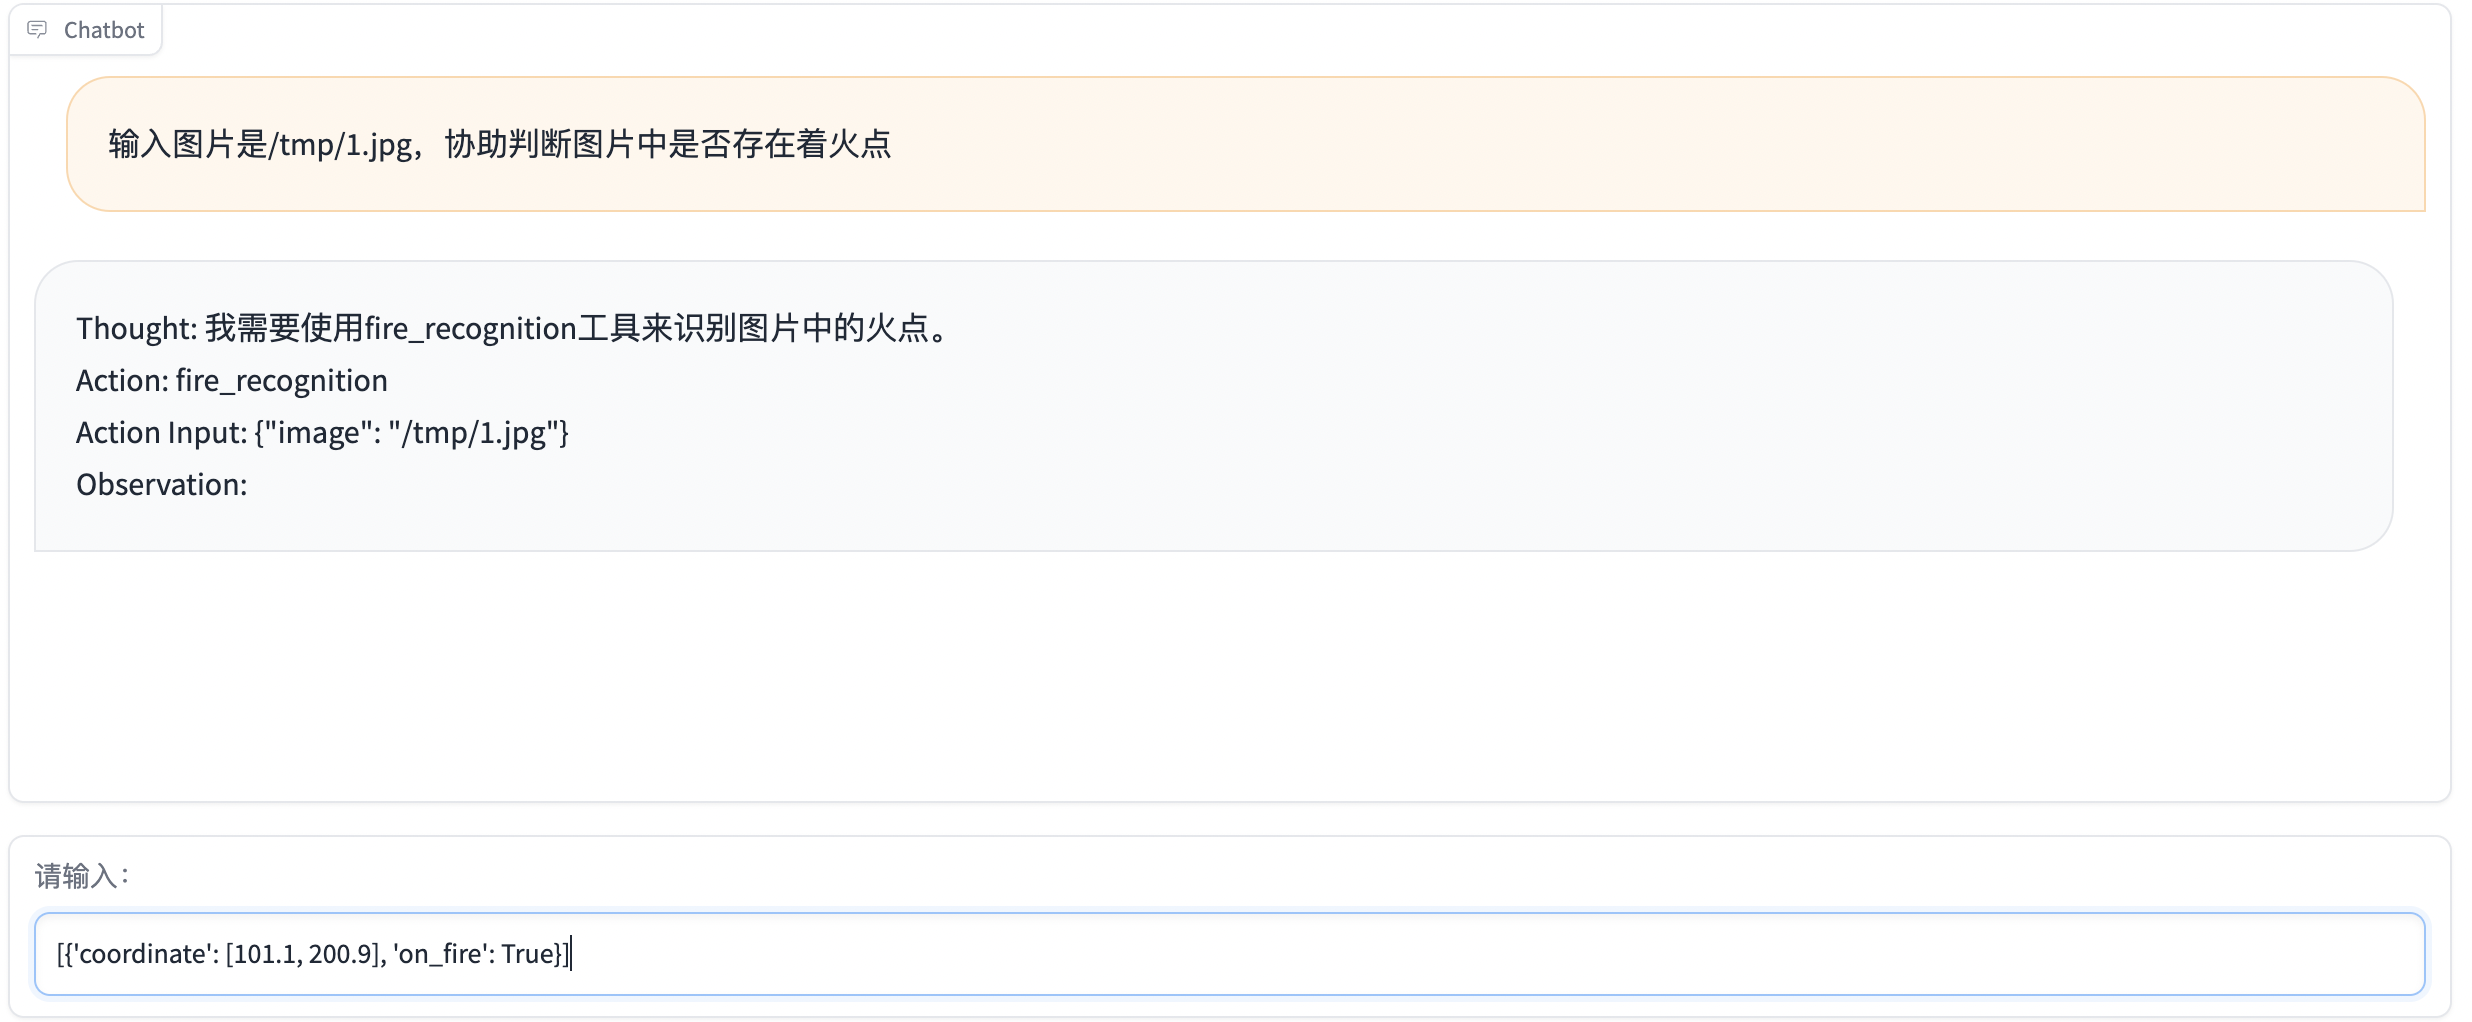 Chatbot
输入图片是/tmp/1.jpg，协助判断图片中是否存在着火点
Thought: 我需要使用fire_recognition工具来识别图片中的火点。
Action: fire_recognition
Action Input: {"image": "/tmp/1.jpg"}
Observation:
请输入：
[{'coordinate': [101.1, 200.9], 'on_fire': True}]